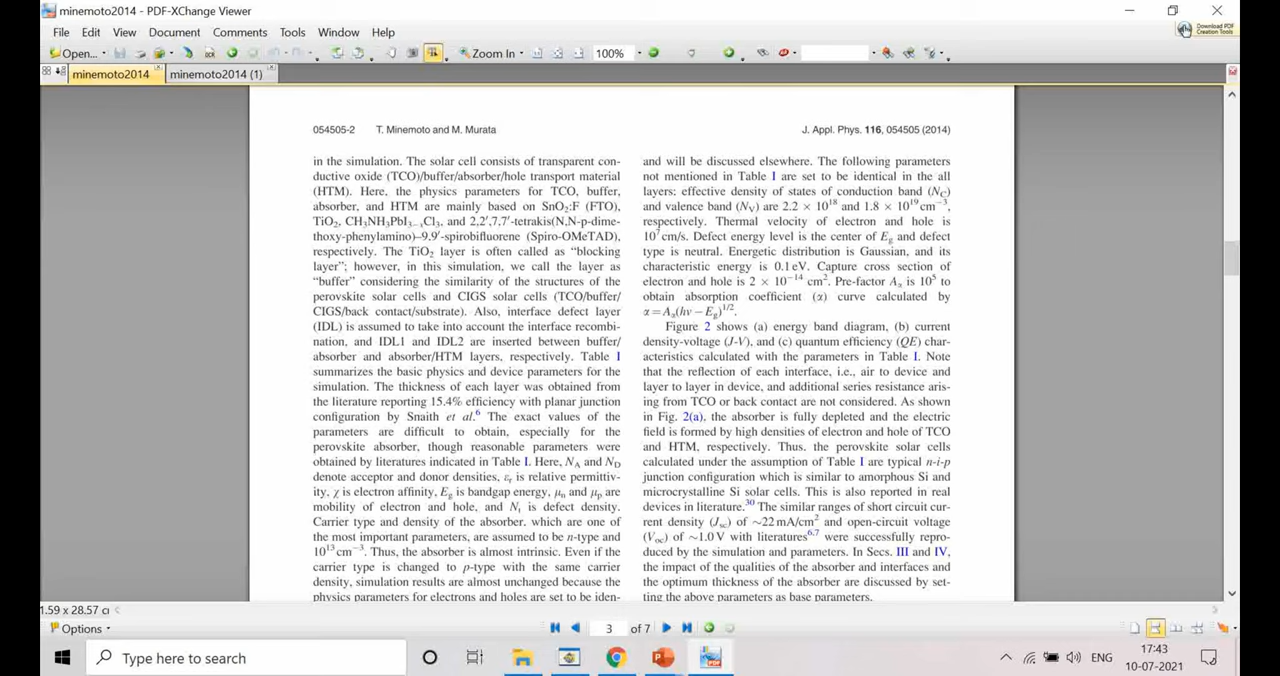 minemoto2014 - PDF-XChange Viewer
File Edit View Document Comments Tools Window Help
Download PDF
Creation Tools
Open...
OCR
Zoom In
100%
minemoto2014
minemoto2014 (1)
054505-2 T. Minemoto and M. Murata
J. Appl. Phys. 116, 054505 (2014)
in the simulation. The solar cell consists of transparent con-
ductive oxide (TCO)/buffer/absorber/hole transport material
(HTM). Here, the physics parameters for TCO, buffer,
absorber, and HTM are mainly based on SnO₂:F (FTO),
TiO₂, CH₃NH₃PbI₃₋ₓClₓ, and 2,2′,7,7′-tetrakis(N,N-p-dime-
thoxy-phenylamino)–9,9′-spirobifluorene (Spiro-OMeTAD),
respectively. The TiO₂ layer is often called as “blocking
layer”; however, in this simulation, we call the layer as
“buffer” considering the similarity of the structures of the
perovskite solar cells and CIGS solar cells (TCO/buffer/
CIGS/back contact/substrate). Also, interface defect layer
(IDL) is assumed to take into account the interface recombi-
nation, and IDL1 and IDL2 are inserted between buffer/
absorber and absorber/HTM layers, respectively. Table I
summarizes the basic physics and device parameters for the
simulation. The thickness of each layer was obtained from
the literature reporting 15.4% efficiency with planar junction
configuration by Snaith et al.⁶ The exact values of the
parameters are difficult to obtain, especially for the
perovskite absorber, though reasonable parameters were
obtained by literatures indicated in Table I. Here, N_A and N_D
denote acceptor and donor densities, ε_r is relative permittiv-
ity, χ is electron affinity, E_g is bandgap energy, μ_n and μ_p are
mobility of electron and hole, and N_t is defect density.
Carrier type and density of the absorber, which are one of
the most important parameters, are assumed to be n-type and
10¹³ cm⁻³. Thus, the absorber is almost intrinsic. Even if the
carrier type is changed to p-type with the same carrier
density, simulation results are almost unchanged because the
physics parameters for electrons and holes are set to be iden-
and will be discussed elsewhere. The following parameters
not mentioned in Table I are set to be identical in the all
layers; effective density of states of conduction band (N_C)
and valence band (N_V) are 2.2 × 10¹⁸ and 1.8 × 10¹⁹ cm⁻³,
respectively. Thermal velocity of electron and hole is
10⁷ cm/s. Defect energy level is the center of E_g and defect
type is neutral. Energetic distribution is Gaussian, and its
characteristic energy is 0.1 eV. Capture cross section of
electron and hole is 2 × 10⁻¹⁴ cm². Pre-factor A_α is 10⁵ to
obtain absorption coefficient (α) curve calculated by
α = A_α(hν − E_g)^1/2.
Figure 2 shows (a) energy band diagram, (b) current
density-voltage (J-V), and (c) quantum efficiency (QE) char-
acteristics calculated with the parameters in Table I. Note
that the reflection of each interface, i.e., air to device and
layer to layer in device, and additional series resistance aris-
ing from TCO or back contact are not considered. As shown
in Fig. 2(a), the absorber is fully depleted and the electric
field is formed by high densities of electron and hole of TCO
and HTM, respectively. Thus, the perovskite solar cells
calculated under the assumption of Table I are typical n-i-p
junction configuration which is similar to amorphous Si and
microcrystalline Si solar cells. This is also reported in real
devices in literature.³⁰ The similar ranges of short circuit cur-
rent density (J_sc) of ~22 mA/cm² and open-circuit voltage
(V_oc) of ~1.0 V with literatures⁶,⁷ were successfully repro-
duced by the simulation and parameters. In Secs. III and IV,
the impact of the qualities of the absorber and interfaces and
the optimum thickness of the absorber are discussed by set-
ting the above parameters as base parameters.
1.59 x 28.57 c
Options
3 of 7
Type here to search
ENG
17:43
10-07-2021